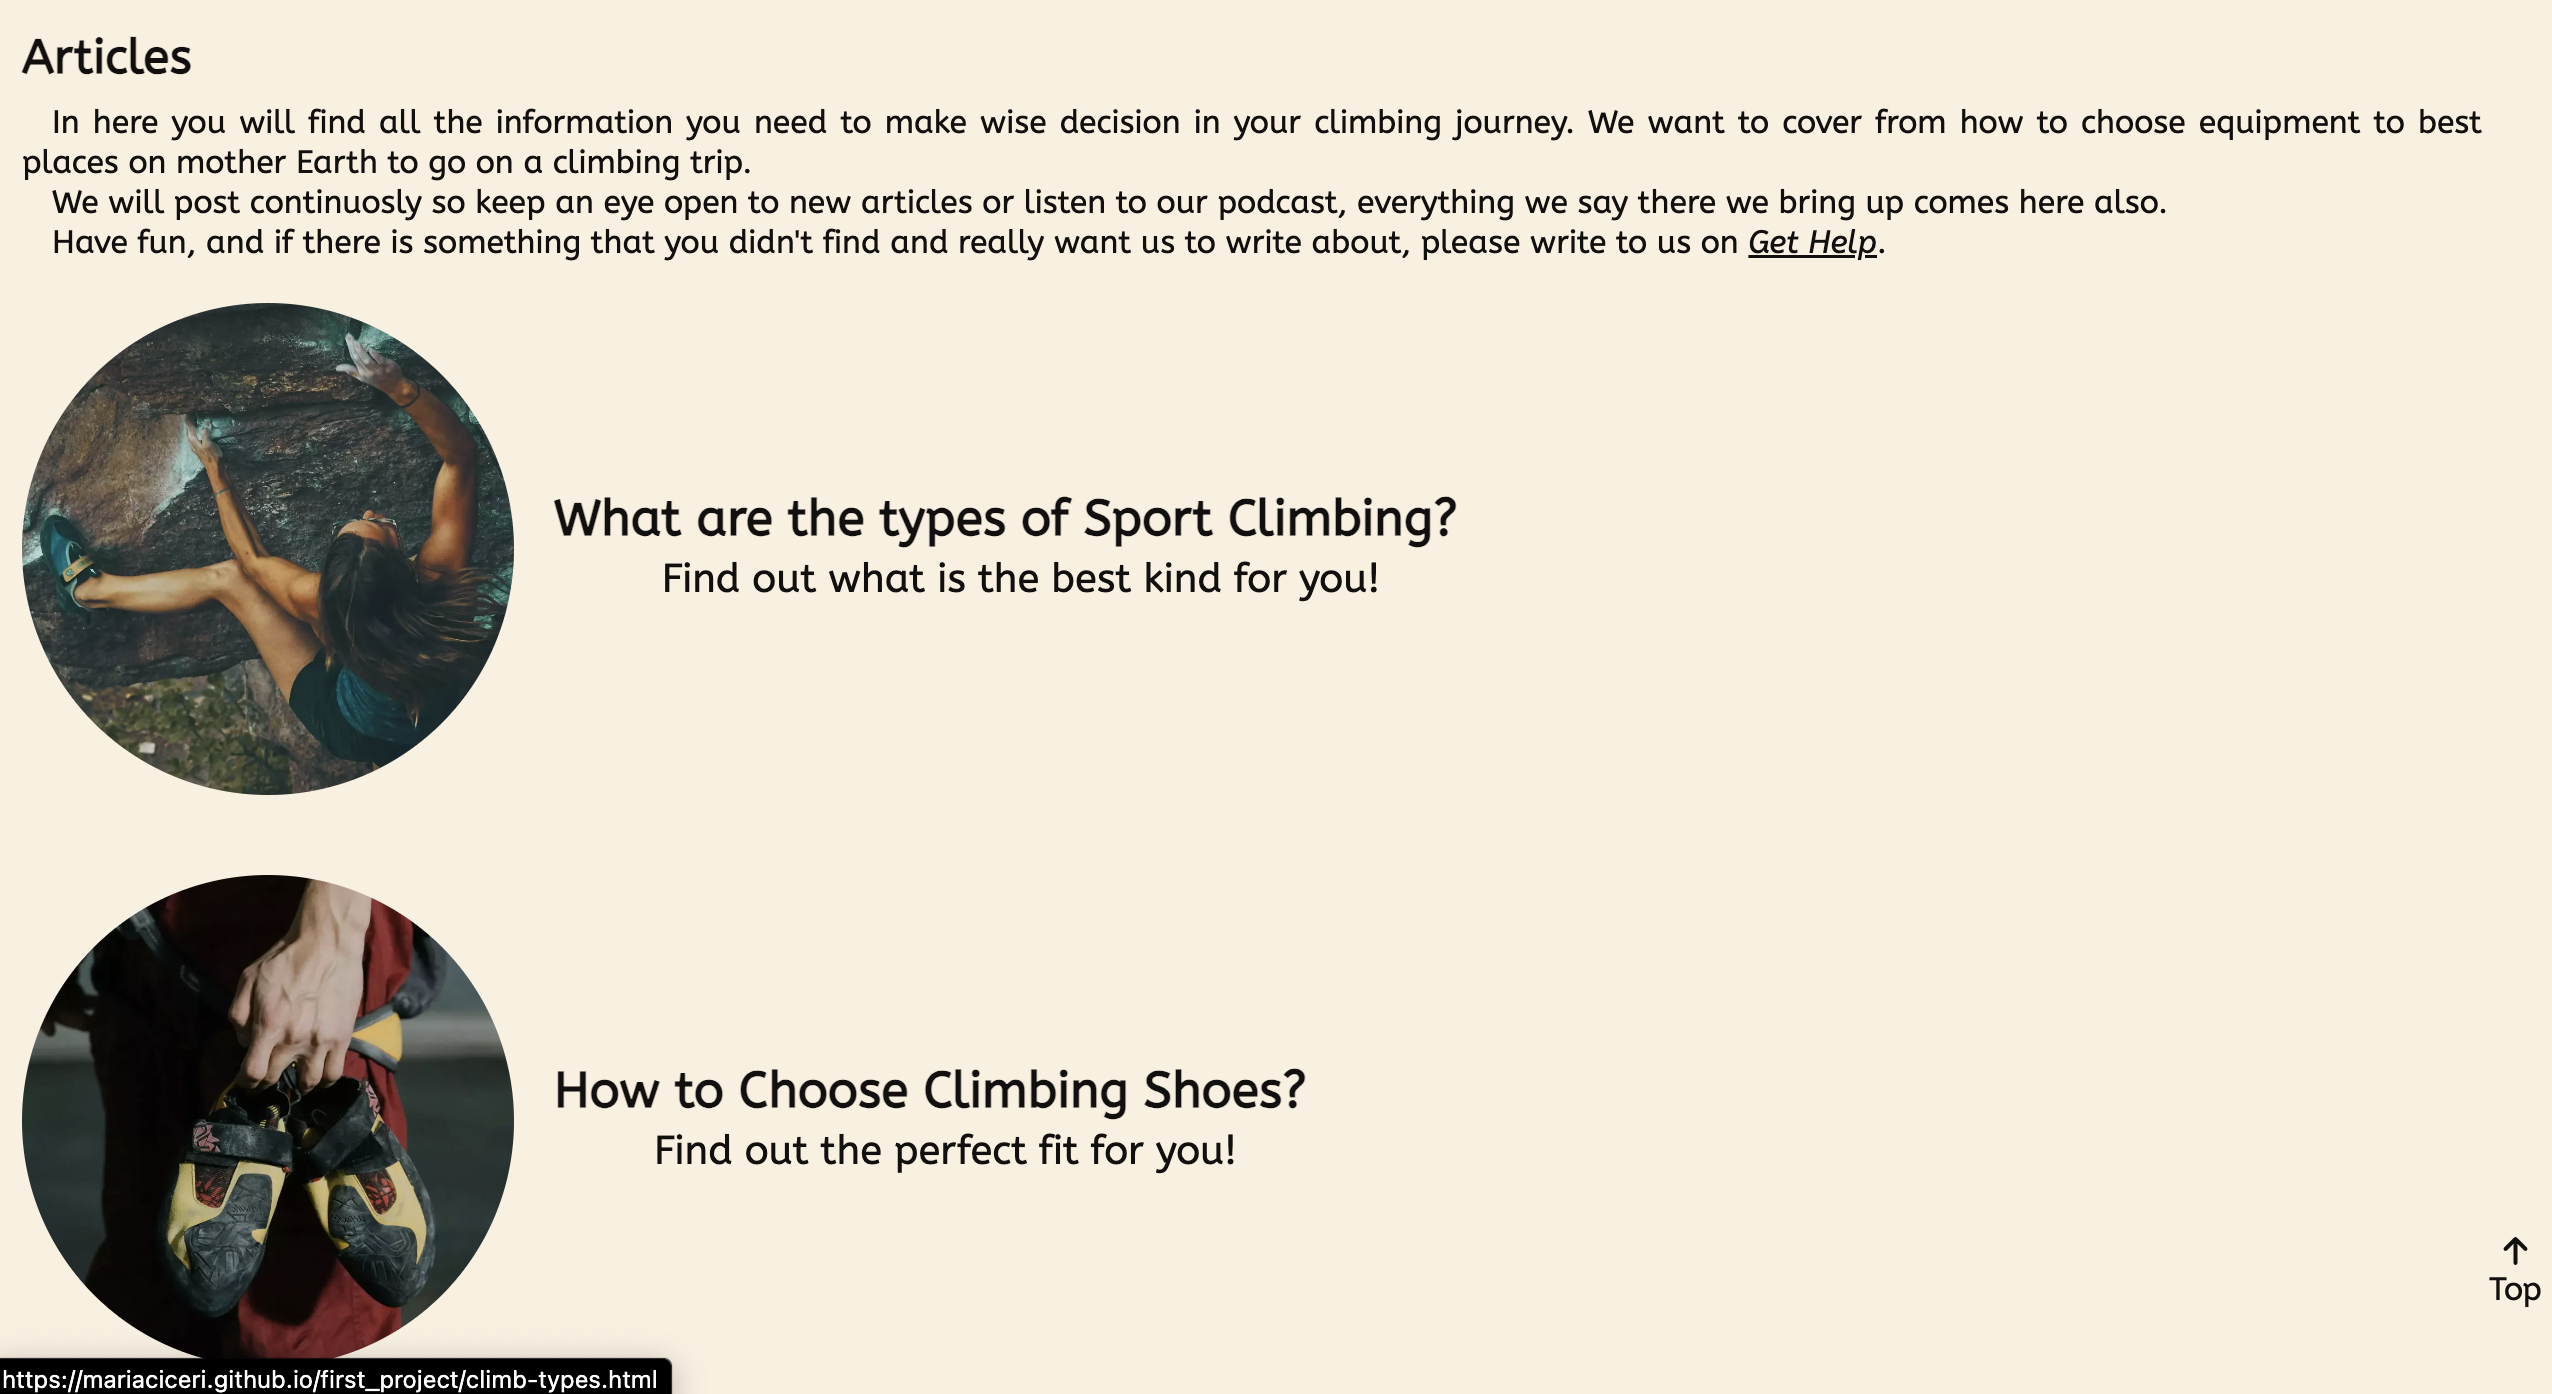 Articles
In here you will find all the information you need to make wise decision in your climbing journey. We want to cover from how to choose equipment to best
places on mother Earth to go on a climbing trip.
We will post continuosly so keep an eye open to new articles or listen to our podcast, everything we say there we bring up comes here also.
Have fun, and if there is something that you didn't find and really want us to write about, please write to us on Get Help.
What are the types of Sport Climbing?
Find out what is the best kind for you!
How to Choose Climbing Shoes?
Find out the perfect fit for you!
Top
https://mariaciceri.github.io/first_project/climb-types.html